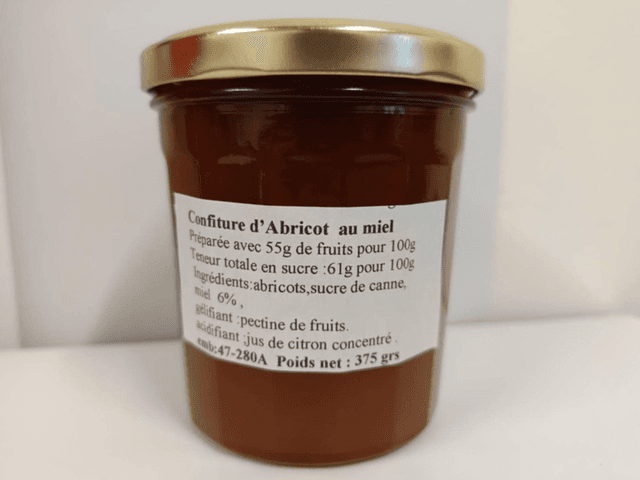 Confiture d'Abricot au miel
Préparée avec 55g de fruits pour 100g
Teneur totale en sucre :61g pour 100g
Ingrédients:abricots,sucre de canne,
miel 6% ,
gélifiant :pectine de fruits.
acidifiant :jus de citron concentré .
emb:47-280A Poids net : 375 grs